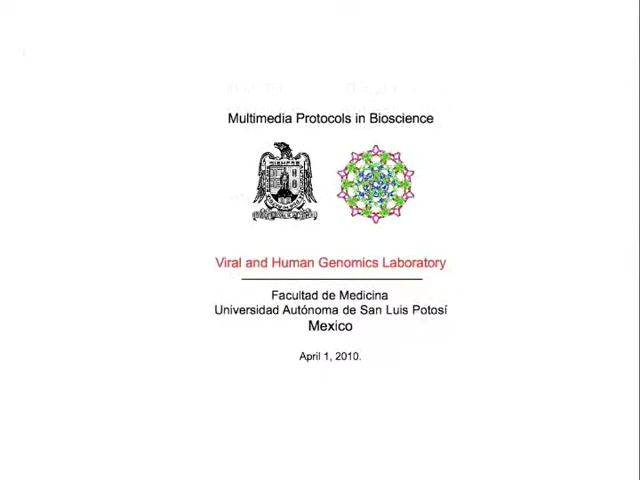 Multimedia Protocols in Bioscience
SIEMPRE
Viral and Human Genomics Laboratory
Facultad de Medicina
Universidad Autónoma de San Luis Potosí
Mexico
April 1, 2010.